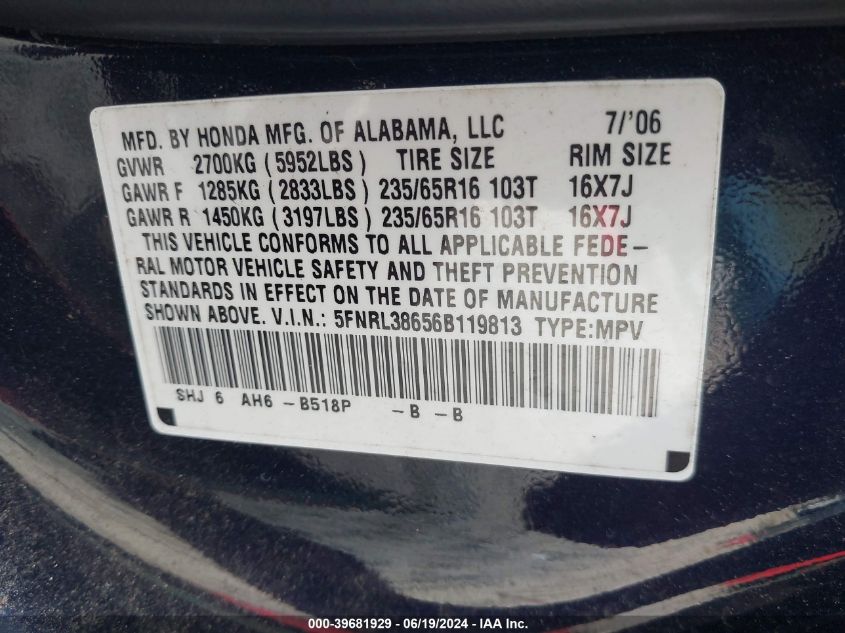 MFD. BY HONDA MFG. OF ALABAMA, LLC 7/'06
GVWR 2700KG (5952LBS) TIRE SIZE RIM SIZE
GAWR F 1285KG (2833LBS) 235/65R16 103T 16X7J
GAWR R 1450KG (3197LBS) 235/65R16 103T 16X7J
THIS VEHICLE CONFORMS TO ALL APPLICABLE FEDE-
RAL MOTOR VEHICLE SAFETY AND THEFT PREVENTION
STANDARDS IN EFFECT ON THE DATE OF MANUFACTURE
SHOWN ABOVE. V.I.N.: 5FNRL38656B119813 TYPE:MPV
SHJ 6 AH6 -B518P -B -B
000-39681929 - 06/19/2024 - IAA Inc.